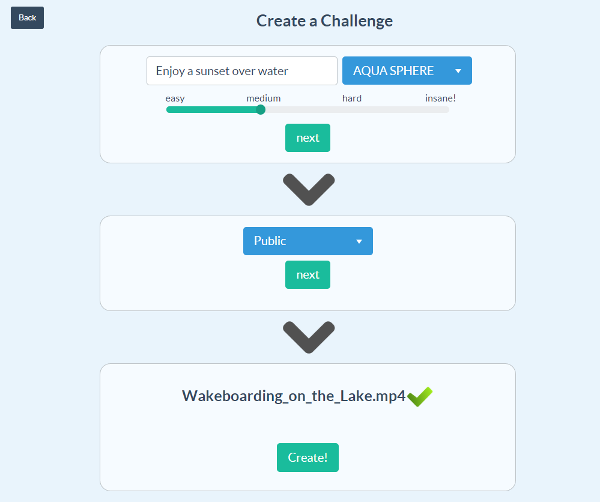 Back
Create a Challenge
Enjoy a sunset over water
AQUA SPHERE
easy medium hard insane!
next
Public
next
Wakeboarding_on_the_Lake.mp4
Create!